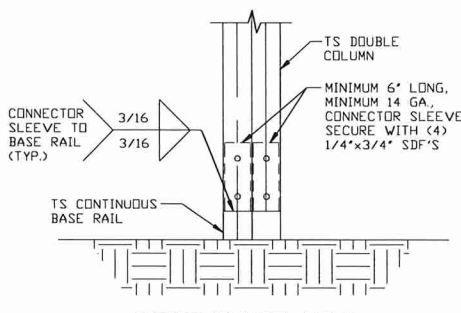 TS DOUBLE
COLUMN
MINIMUM 6" LONG,
MINIMUM 14 GA.,
CONNECTOR SLEEVE
SECURE WITH (4)
1/4"x3/4" SDF'S
CONNECTOR
SLEEVE TO
BASE RAIL
(TYP.)
3/16
3/16
TS CONTINUOUS
BASE RAIL